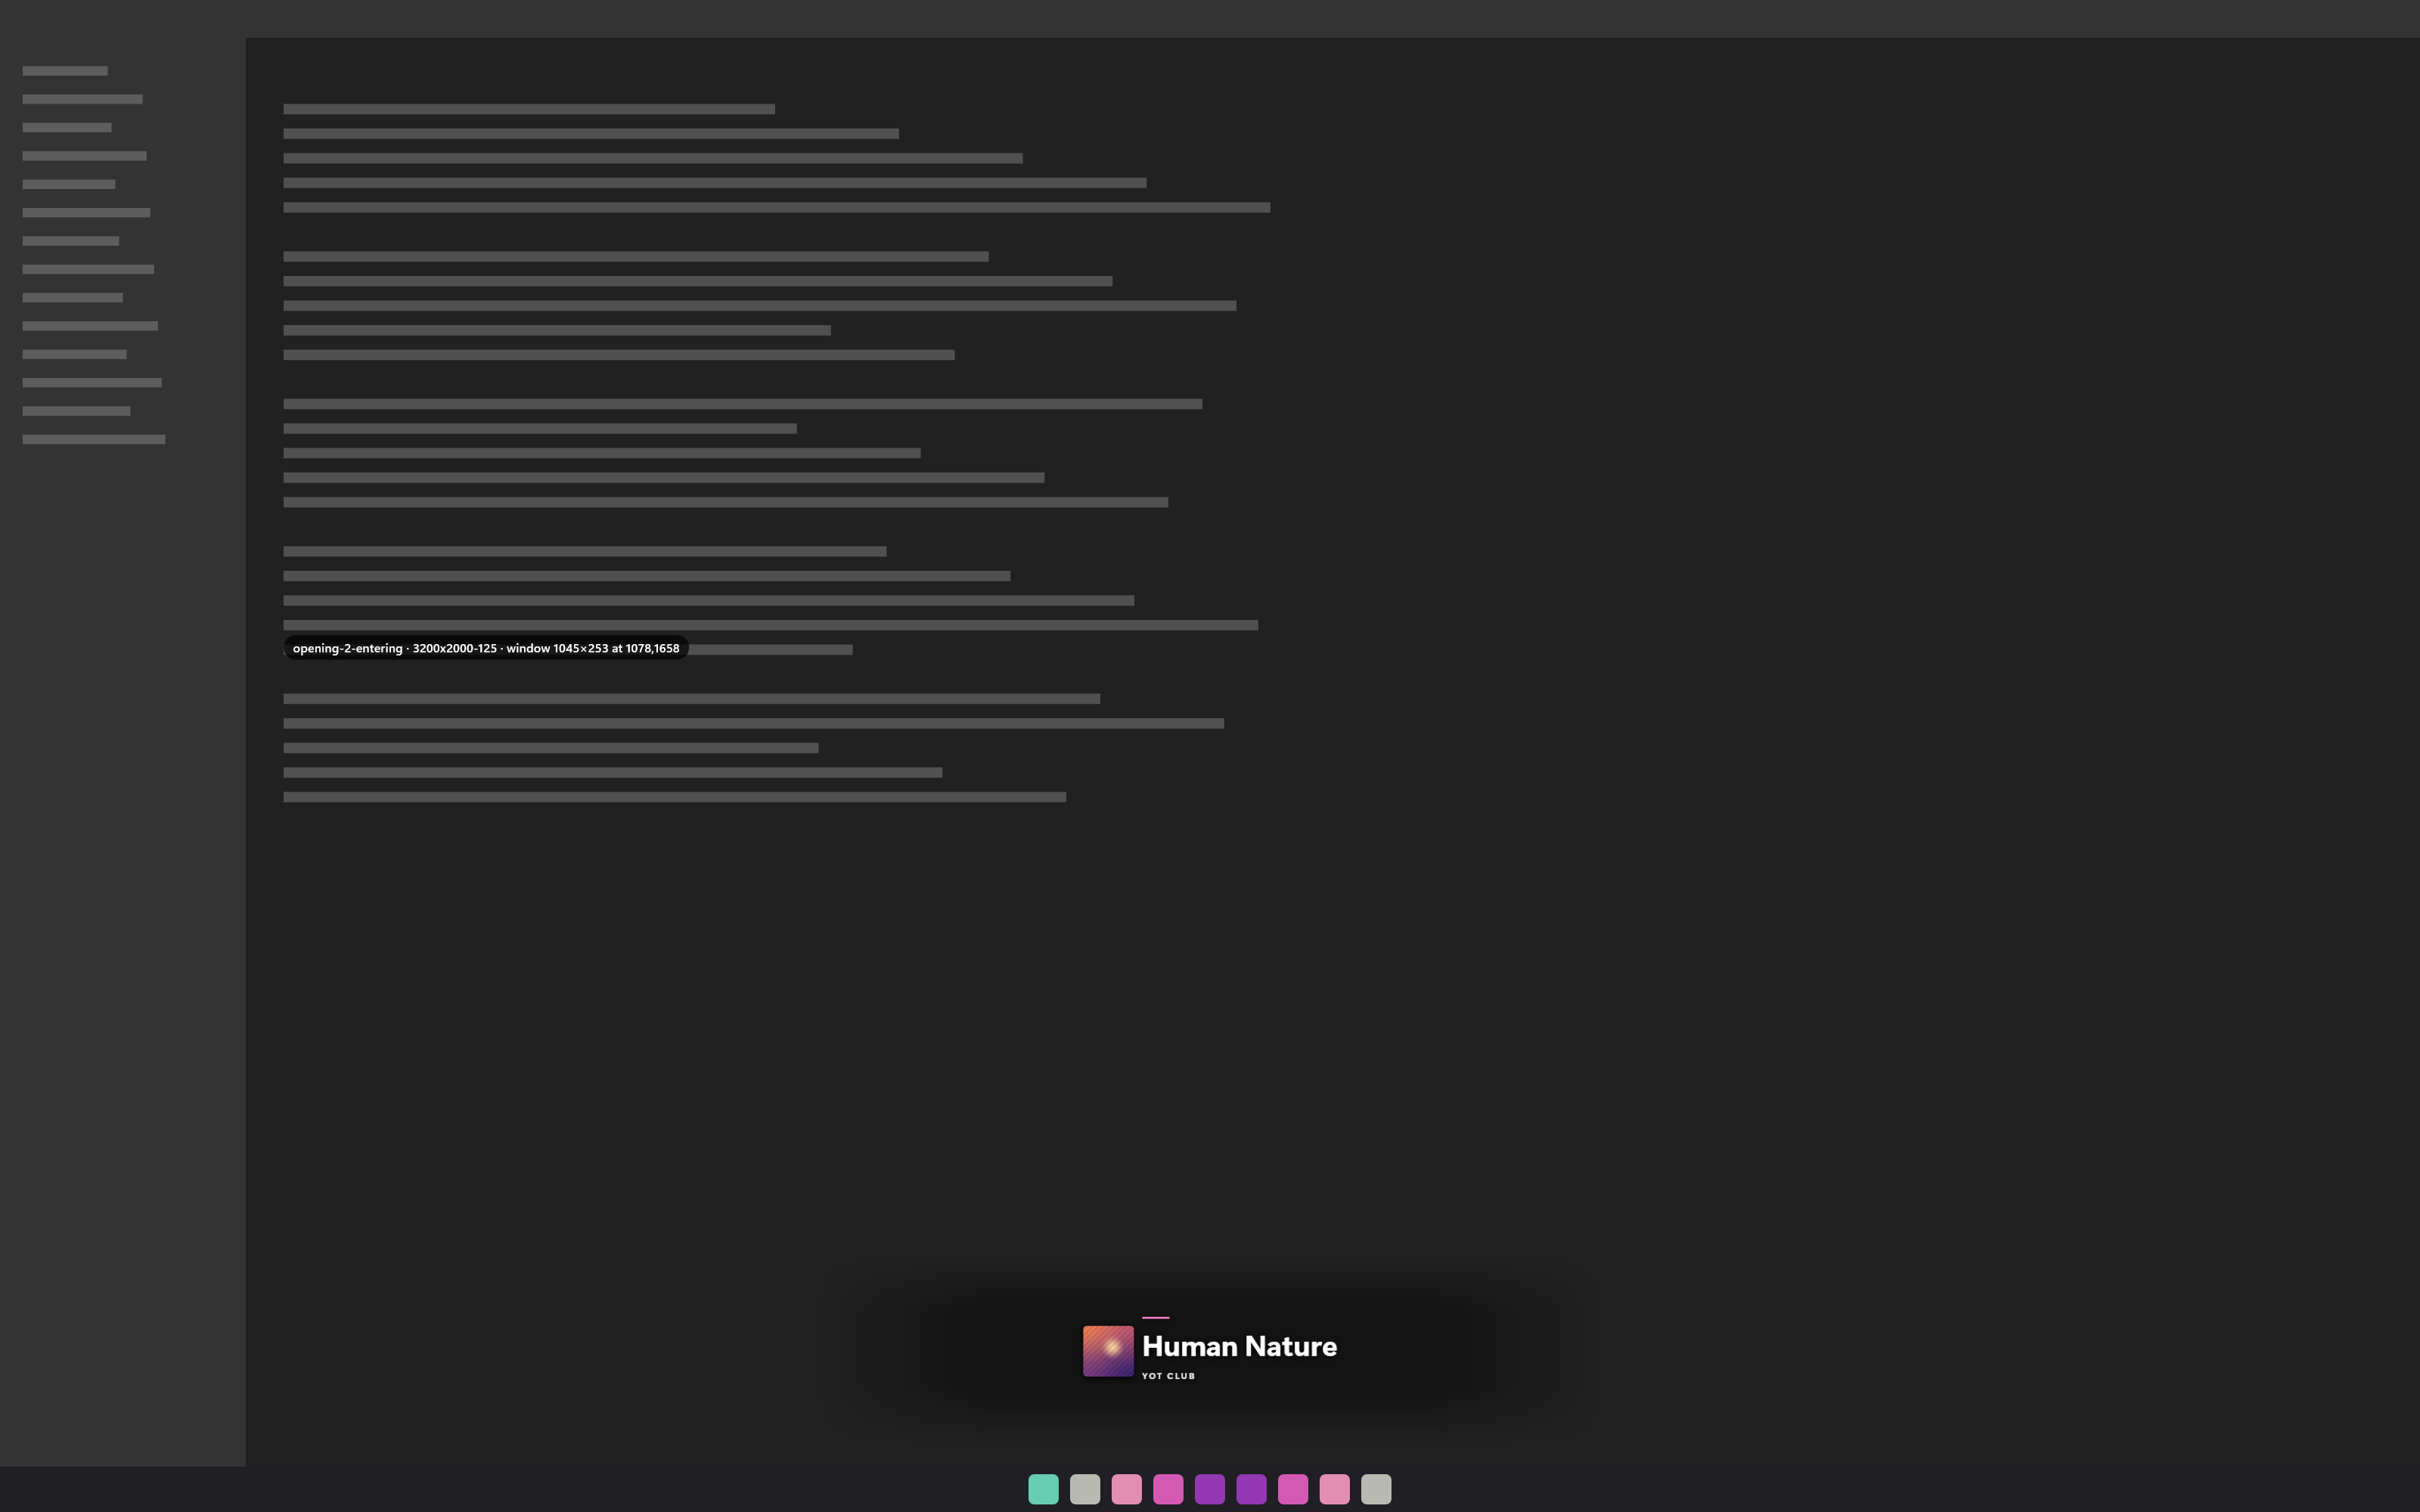 opening-2-entering · 3200x2000-125 · window 1045×253 at 1078,1658
Human Nature
YOT CLUB